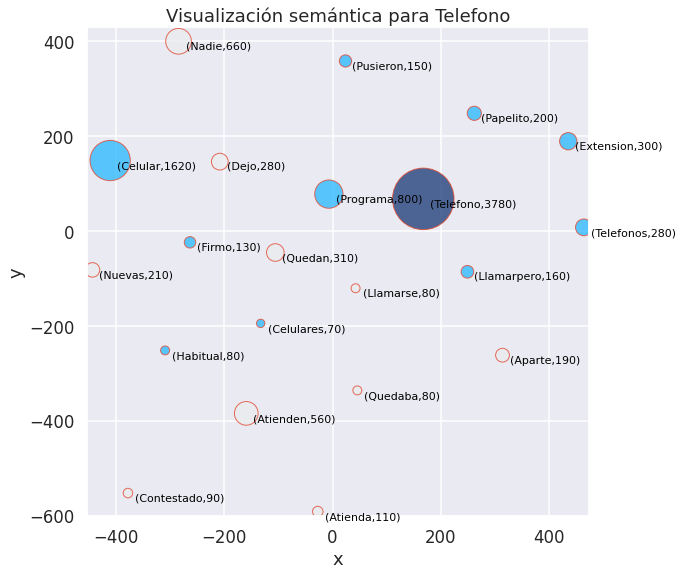 Visualización semántica para Telefono
400
200
0
−200
−400
−600
y
(Nadie,660)
(Pusieron,150)
(Papelito,200)
(Extension,300)
(Celular,1620)
(Dejo,280)
(Programa,800)
(Telefono,3780)
(Telefonos,280)
(Firmo,130)
(Quedan,310)
(Nuevas,210)
(Llamarpero,160)
(Llamarse,80)
(Celulares,70)
(Habitual,80)
(Aparte,190)
(Quedaba,80)
(Atienden,560)
(Contestado,90)
(Atienda,110)
−400 −200 0 200 400
x